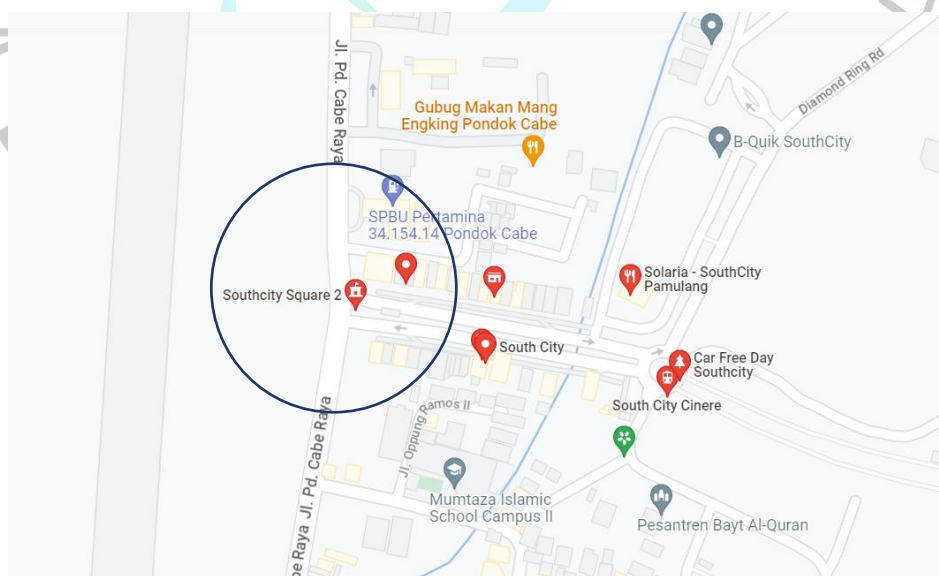 Jl. Pd. Cabe Raya
Diamond Ring Rd
Gubug Makan Mang
Engking Pondok Cabe
B-Quik SouthCity
SPBU Pertamina
34.154.14 Pondok Cabe
Solaria - SouthCity
Pamulang
Southcity Square 2
South City
Car Free Day
Southcity
South City Cinere
Jl. Oppung Ramos II
Jl. Pd. Cabe Raya
be Raya
Mumtaza Islamic
School Campus II
Pesantren Bayt Al-Quran